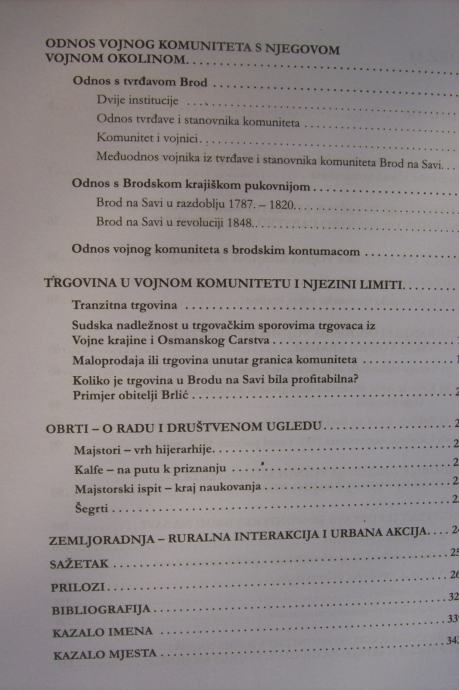 ODNOS VOJNOG KOMUNITETA S NJEGOVOM
VOJNOM OKOLINOM
Odnos s tvrđavom Brod
Dvije institucije
Odnos tvrđave i stanovnika komuniteta
Komunitet i vojnici
Međuodnos vojnika iz tvrđave i stanovnika komuniteta Brod na Savi
Odnos s Brodskom krajiškom pukovnijom
Brod na Savi u razdoblju 1787. – 1820.
Brod na Savi u revoluciji 1848.
Odnos vojnog komuniteta s brodskim kontumacom
TRGOVINA U VOJNOM KOMUNITETU I NJEZINI LIMITI
Tranzitna trgovina
Sudska nadležnost u trgovačkim sporovima trgovaca iz
Vojne krajine i Osmanskog Carstva
Maloprodaja ili trgovina unutar granica komuniteta
Koliko je trgovina u Brodu na Savi bila profitabilna?
Primjer obitelji Brlić
OBRTI – O RADU I DRUŠTVENOM UGLEDU
Majstori – vrh hijerarhije
Kalfe – na putu k priznanju
Majstorski ispit – kraj naukovanja
Šegrti
ZEMLJORADNJA – RURALNA INTERAKCIJA I URBANA AKCIJA
SAŽETAK
PRILOZI
BIBLIOGRAFIJA
KAZALO IMENA
KAZALO MJESTA